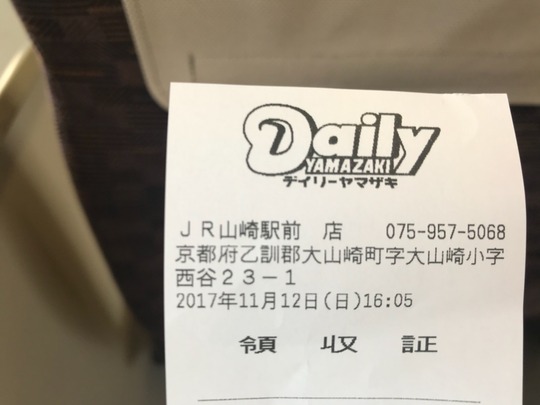 Daily
YAMAZAKI
デイリーヤマザキ
JR山崎駅前 店 075-957-5068
京都府乙訓郡大山崎町字大山崎小字
西谷23-1
2017年11月12日(日)16:05
領 収 証